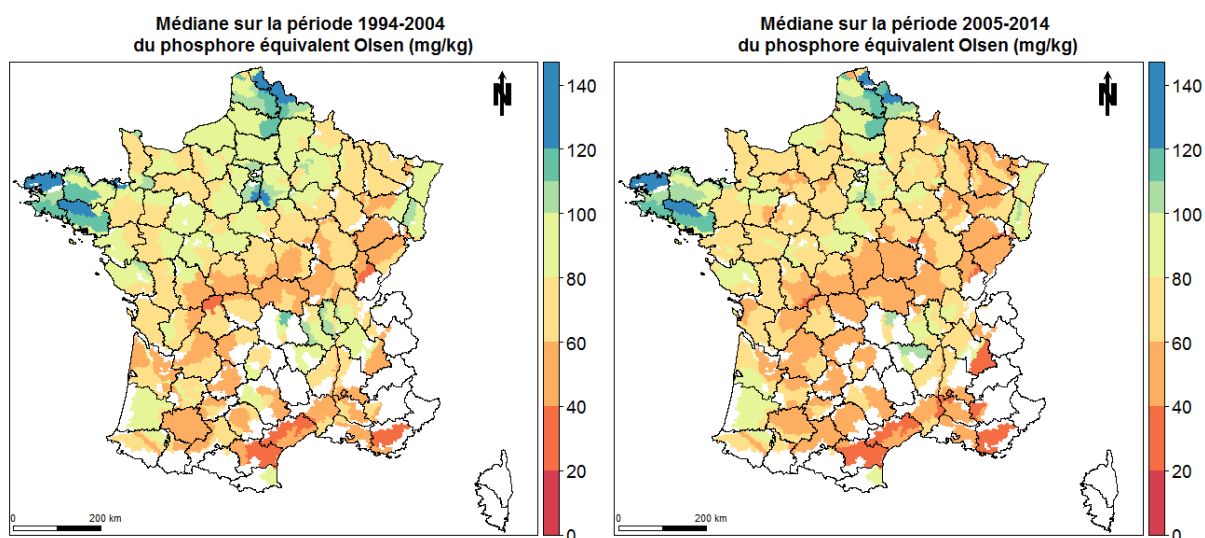 Médiane sur la période 1994-2004
du phosphore équivalent Olsen (mg/kg)
N
140
120
100
80
60
40
20
0
0 200 km
Médiane sur la période 2005-2014
du phosphore équivalent Olsen (mg/kg)
N
140
120
100
80
60
40
20
0
0 200 km